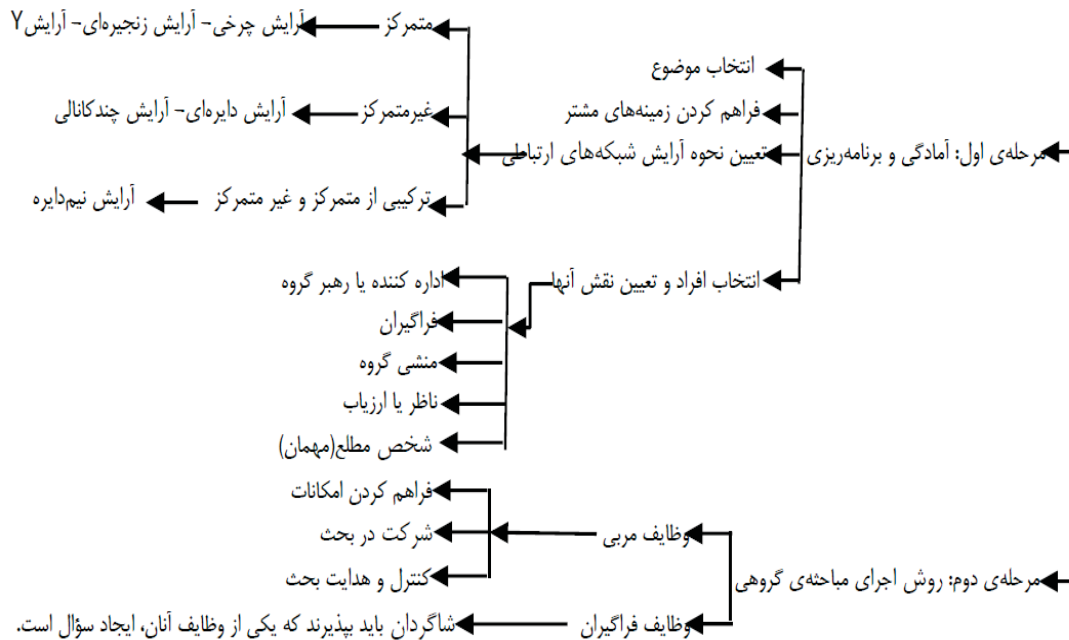 مرحله‌ی اول: آمادگی و برنامه‌ریزی
انتخاب موضوع
فراهم کردن زمینه‌های مشتر
تعیین نحوه آرایش شبکه‌های ارتباطی
متمرکز
آرایش چرخی- آرایش زنجیره‌ای- آرایش Y
غیرمتمرکز
آرایش دایره‌ای- آرایش چندکانالی
ترکیبی از متمرکز و غیر متمرکز
آرایش نیم‌دایره
انتخاب افراد و تعیین نقش آنها
اداره کننده یا رهبر گروه
فراگیران
منشی گروه
ناظر یا ارزیاب
شخص مطلع(مهمان)
مرحله‌ی دوم: روش اجرای مباحثه‌ی گروهی
وظایف مربی
فراهم کردن امکانات
شرکت در بحث
کنترل و هدایت بحث
وظایف فراگیران
شاگردان باید بپذیرند که یکی از وظایف آنان، ایجاد سؤال است.